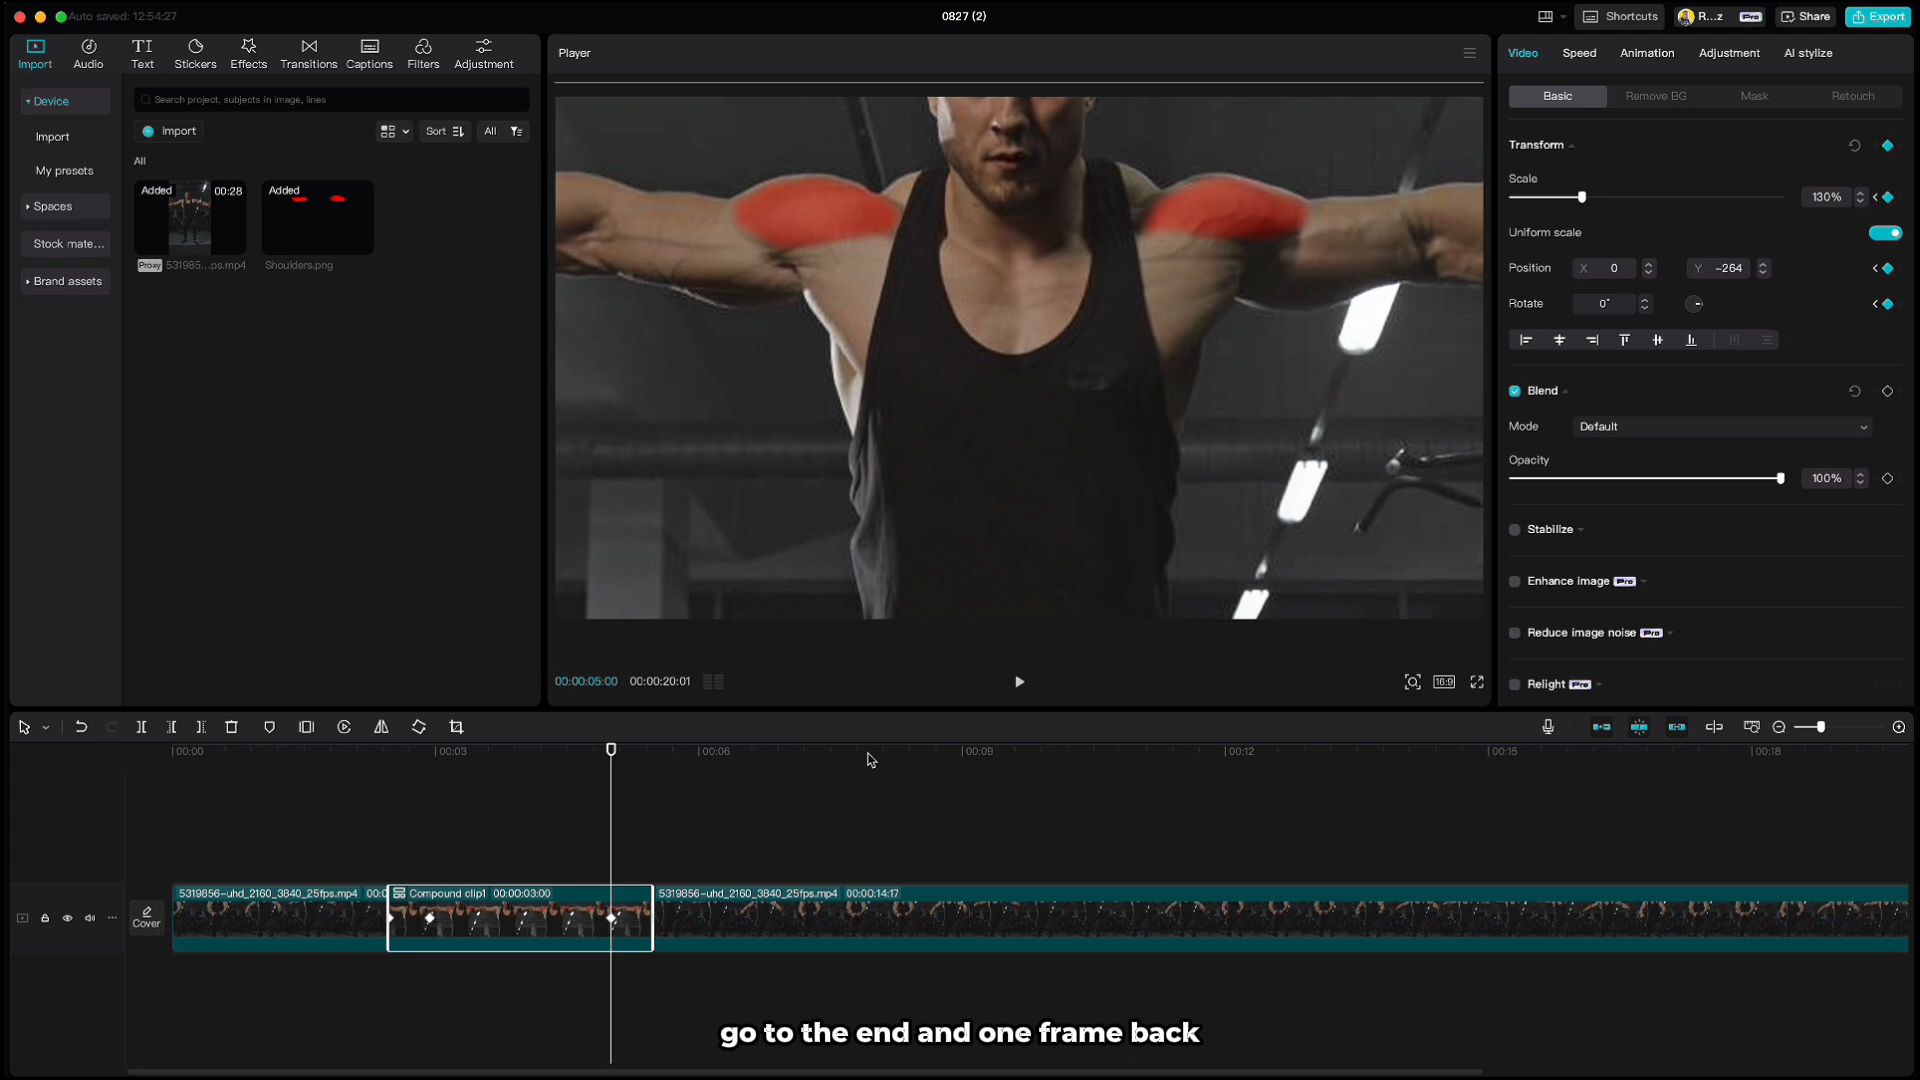 Auto saved: 12:54:27
0827 (2)
Shortcuts
R...z
Pro
Share
Export
Import
Audio
Text
Stickers
Effects
Transitions
Captions
Filters
Adjustment
Device
Import
My presets
Spaces
Stock mate...
Brand assets
Search project, subjects in image, lines
Import
Sort
All
All
Added
00:28
Added
Proxy
531985...ps.mp4
Shoulders.png
Player
00:00:05:00
00:00:20:01
16:9
Video
Speed
Animation
Adjustment
AI stylize
Basic
Remove BG
Mask
Retouch
Transform
Scale
130%
Uniform scale
Position
X
0
Y
-264
Rotate
0°
Blend
Mode
Default
Opacity
100%
Stabilize
Enhance image Pro
Reduce image noise Pro
Relight Pro
00:00
00:03
00:06
00:09
00:12
00:15
00:18
Cover
5319856-uhd_2160_3840_25fps.mp4 00:0
Compound clip1 00:00:03:00
5319856-uhd_2160_3840_25fps.mp4 00:00:14:17
go to the end and one frame back